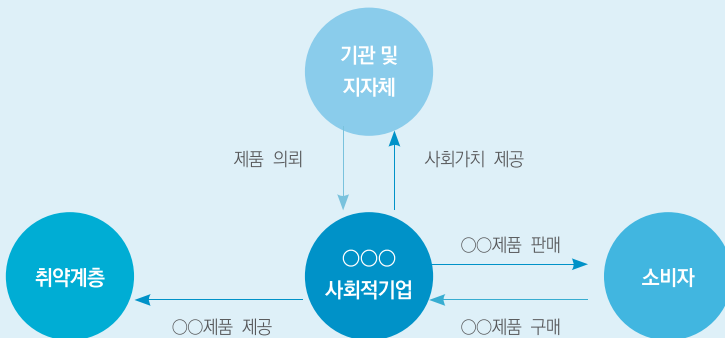 기관 및
지자체
제품 의뢰
사회가치 제공
취약계층
○○○
사회적기업
○○제품 판매
소비자
○○제품 제공
○○제품 구매